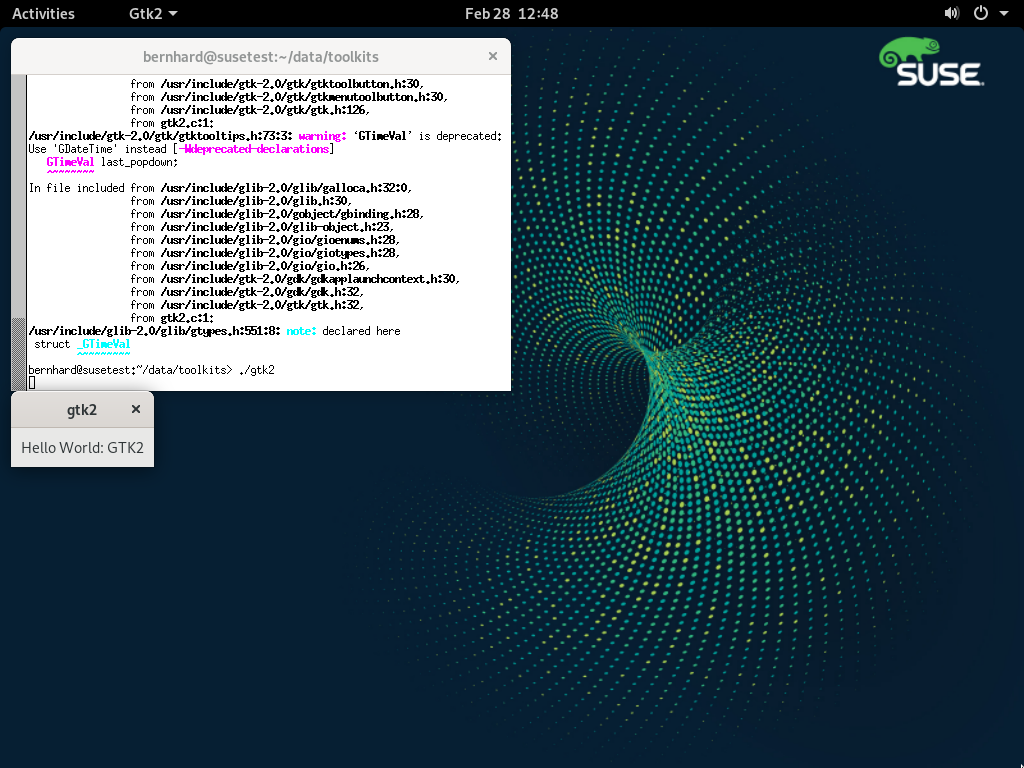 Activities
Gtk2
Feb 28 12:48
SUSE
bernhard@susetest:~/data/toolkits
from /usr/include/gtk-2.0/gtk/gtktoolbutton.h:30,
from /usr/include/gtk-2.0/gtk/gtkmenutoolbutton.h:30,
from /usr/include/gtk-2.0/gtk/gtk.h:126,
from gtk2.c:1:
/usr/include/gtk-2.0/gtk/gtktooltips.h:73:3: warning: ‘GTimeVal’ is deprecated:
Use 'GDateTime' instead [-Wdeprecated-declarations]
GTimeVal last_popdown;
^~~~~~~~
In file included from /usr/include/glib-2.0/glib/galloca.h:32:0,
from /usr/include/glib-2.0/glib.h:30,
from /usr/include/glib-2.0/gobject/gbinding.h:28,
from /usr/include/glib-2.0/glib-object.h:23,
from /usr/include/glib-2.0/gio/gioenums.h:28,
from /usr/include/glib-2.0/gio/giotypes.h:28,
from /usr/include/glib-2.0/gio/gio.h:26,
from /usr/include/gtk-2.0/gdk/gdkapplaunchcontext.h:30,
from /usr/include/gtk-2.0/gdk/gdk.h:32,
from /usr/include/gtk-2.0/gtk/gtk.h:32,
from gtk2.c:1:
/usr/include/glib-2.0/glib/gtypes.h:551:8: note: declared here
struct _GTimeVal
^~~~~~~~~
bernhard@susetest:~/data/toolkits> ./gtk2
gtk2
Hello World: GTK2